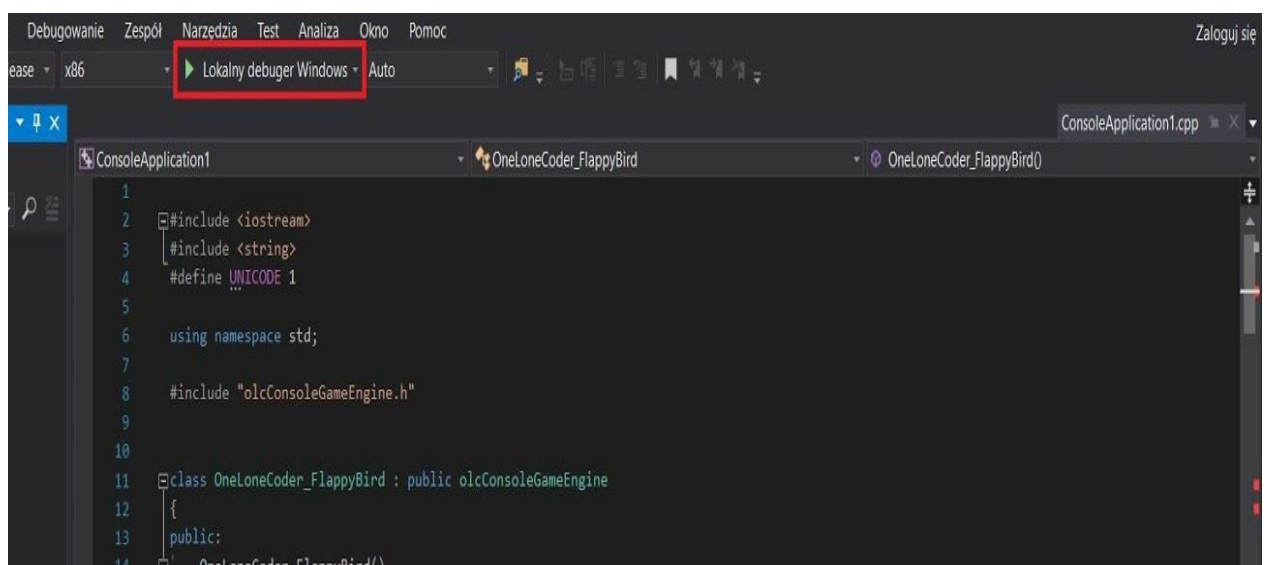 Debugowanie Zespół Narzędzia Test Analiza Okno Pomoc Zaloguj się
ease x86 Lokalny debuger Windows Auto
ConsoleApplication1.cpp
ConsoleApplication1 OneLoneCoder_FlappyBird OneLoneCoder_FlappyBird()
1
2 #include <iostream>
3 #include <string>
4 #define UNICODE 1
5
6 using namespace std;
7
8 #include "olcConsoleGameEngine.h"
9
10
11 class OneLoneCoder_FlappyBird : public olcConsoleGameEngine
12 {
13 public:
14 OneLoneCoder_FlappyBird()